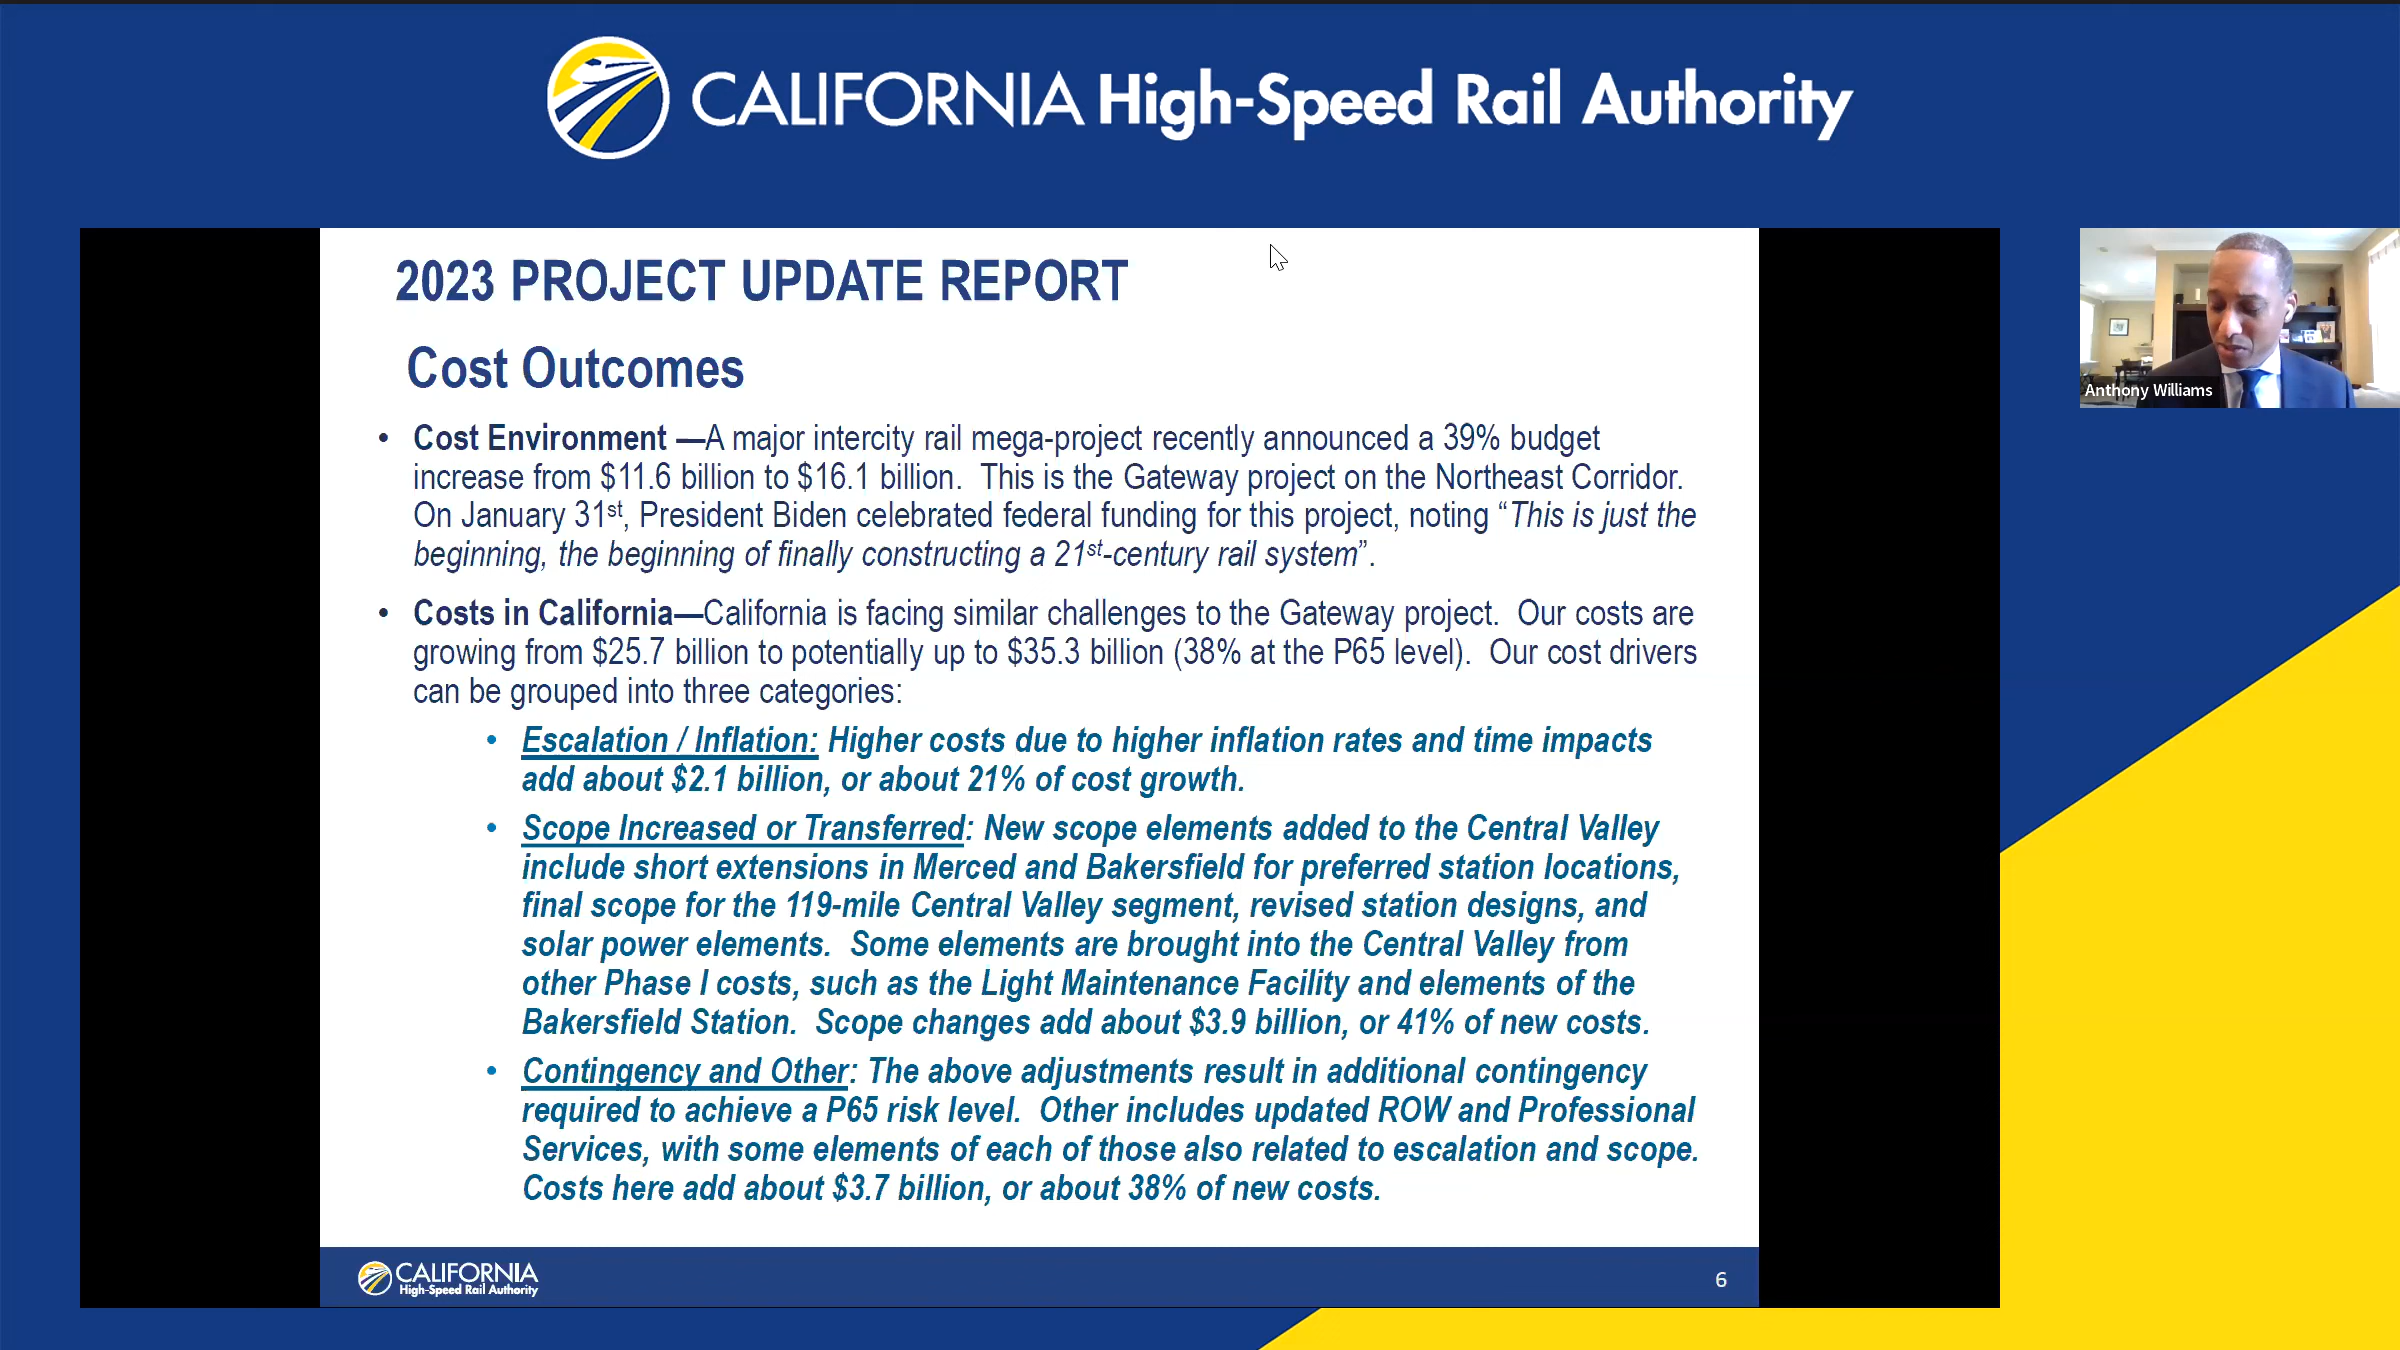 CALIFORNIA High-Speed Rail Authority
2023 PROJECT UPDATE REPORT
Cost Outcomes
• Cost Environment —A major intercity rail mega-project recently announced a 39% budget
increase from $11.6 billion to $16.1 billion. This is the Gateway project on the Northeast Corridor.
On January 31st, President Biden celebrated federal funding for this project, noting “This is just the
beginning, the beginning of finally constructing a 21st-century rail system”.
• Costs in California—California is facing similar challenges to the Gateway project. Our costs are
growing from $25.7 billion to potentially up to $35.3 billion (38% at the P65 level). Our cost drivers
can be grouped into three categories:
• Escalation / Inflation: Higher costs due to higher inflation rates and time impacts
add about $2.1 billion, or about 21% of cost growth.
• Scope Increased or Transferred: New scope elements added to the Central Valley
include short extensions in Merced and Bakersfield for preferred station locations,
final scope for the 119-mile Central Valley segment, revised station designs, and
solar power elements. Some elements are brought into the Central Valley from
other Phase I costs, such as the Light Maintenance Facility and elements of the
Bakersfield Station. Scope changes add about $3.9 billion, or 41% of new costs.
• Contingency and Other: The above adjustments result in additional contingency
required to achieve a P65 risk level. Other includes updated ROW and Professional
Services, with some elements of each of those also related to escalation and scope.
Costs here add about $3.7 billion, or about 38% of new costs.
CALIFORNIA
High-Speed Rail Authority
6
Anthony Williams